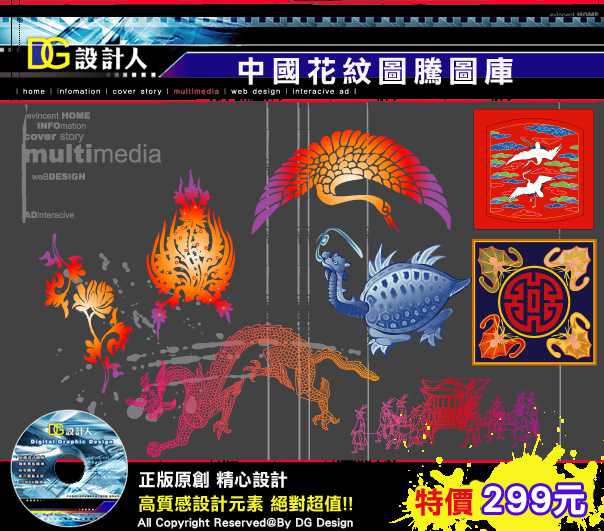 evincent HOME
DG設計人
中國花紋圖騰圖庫
| home | infomation | cover story | multimedia | web design | interacive ad |
evincent HOME
INFOmation
cover story
multimedia
weBDESIGN
ADinteracive
DG設計人
Digital Graphic Design
正版原創 精心設計
高質感設計元素 絕對超值!!
All Copyright Reserved@By DG Design
特價 299元